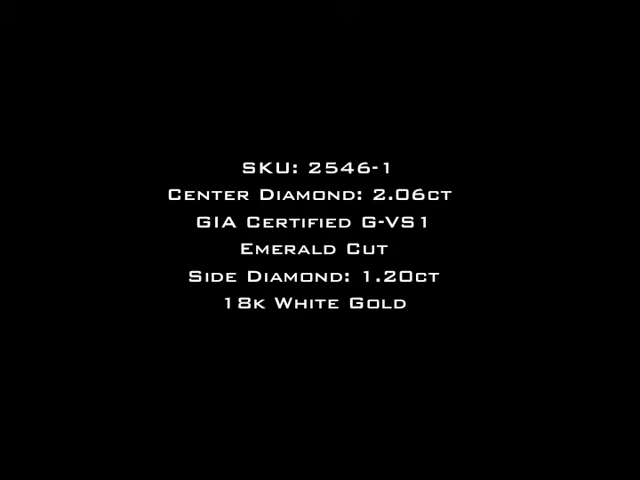 SKU: 2546-1
Center Diamond: 2.06ct
GIA Certified G-VS1
Emerald Cut
Side Diamond: 1.20ct
18k White Gold